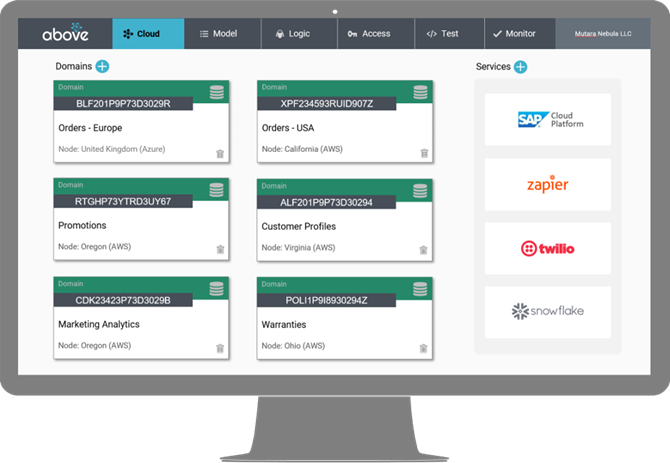 above
Cloud
Model
Logic
Access
Test
Monitor
Mutara Nebula LLC
Domains
Services
Domain
BLF201P9P73D3029R
Orders - Europe
Node: United Kingdom (Azure)
Domain
XPF234593RUID907Z
Orders - USA
Node: California (AWS)
Domain
RTGHP73YTRD3UY67
Promotions
Node: Oregon (AWS)
Domain
ALF201P9P73D30294
Customer Profiles
Node: Virginia (AWS)
Domain
CDK23423P73D3029B
Marketing Analytics
Node: Oregon (AWS)
Domain
POLI1P9I8930294Z
Warranties
Node: Ohio (AWS)
SAP Cloud
Platform
zapier
twilio
snowflake